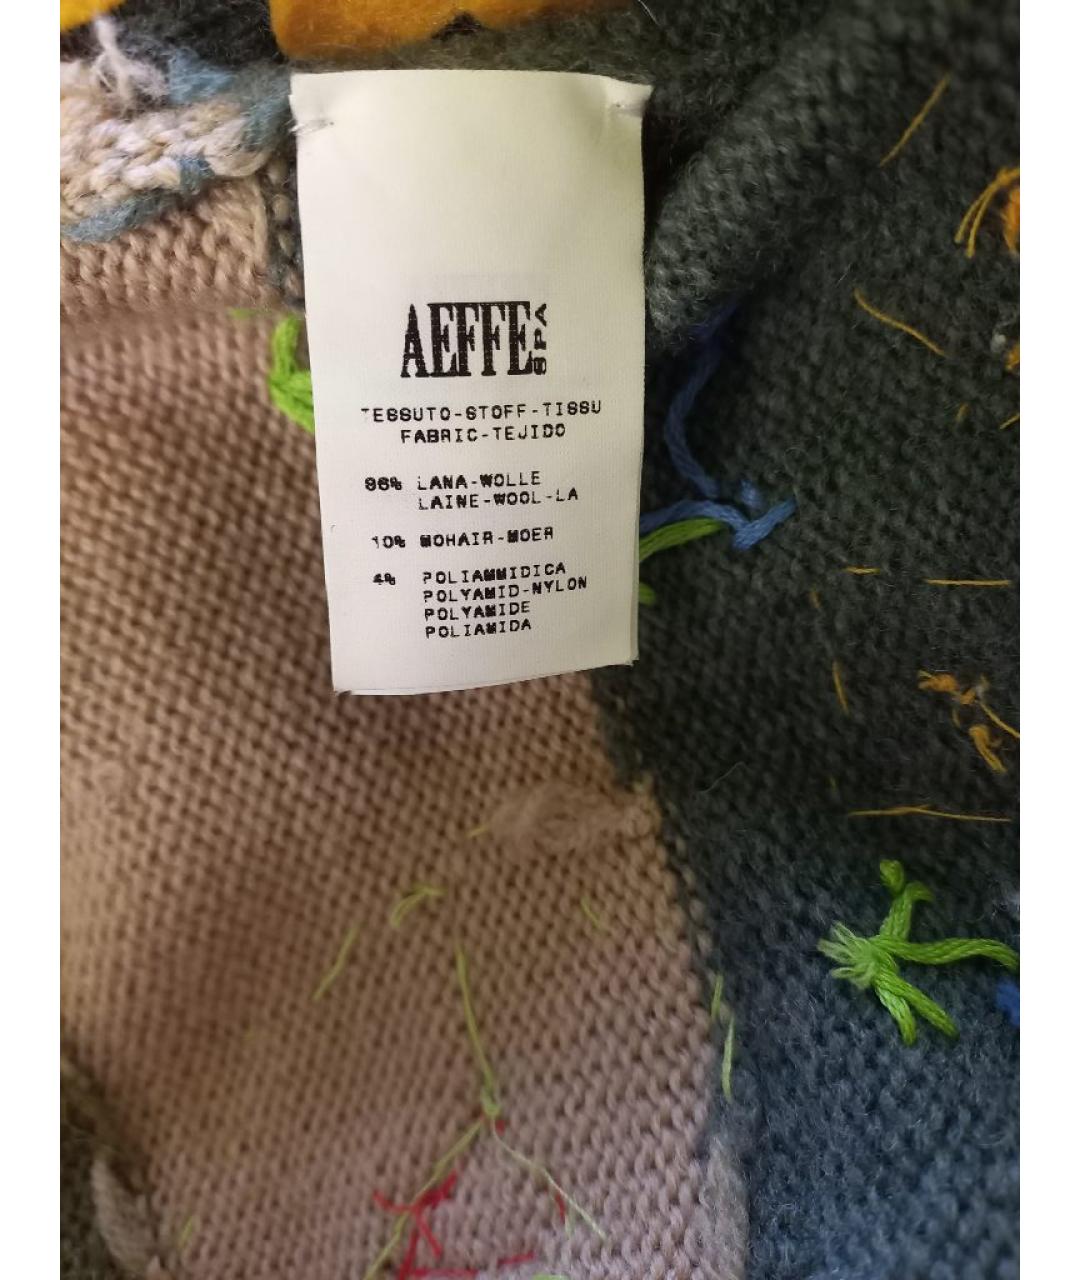 AEFFE SPA
TESSUTO-STOFF-TISSU
FABRIC-TEJIDO
86% LANA-WOLLE
LAINE-WOOL-LA
10% MOHAIR-MOER
4% POLIAMMIDICA
POLYAMID-NYLON
POLYAMIDE
POLIAMIDA